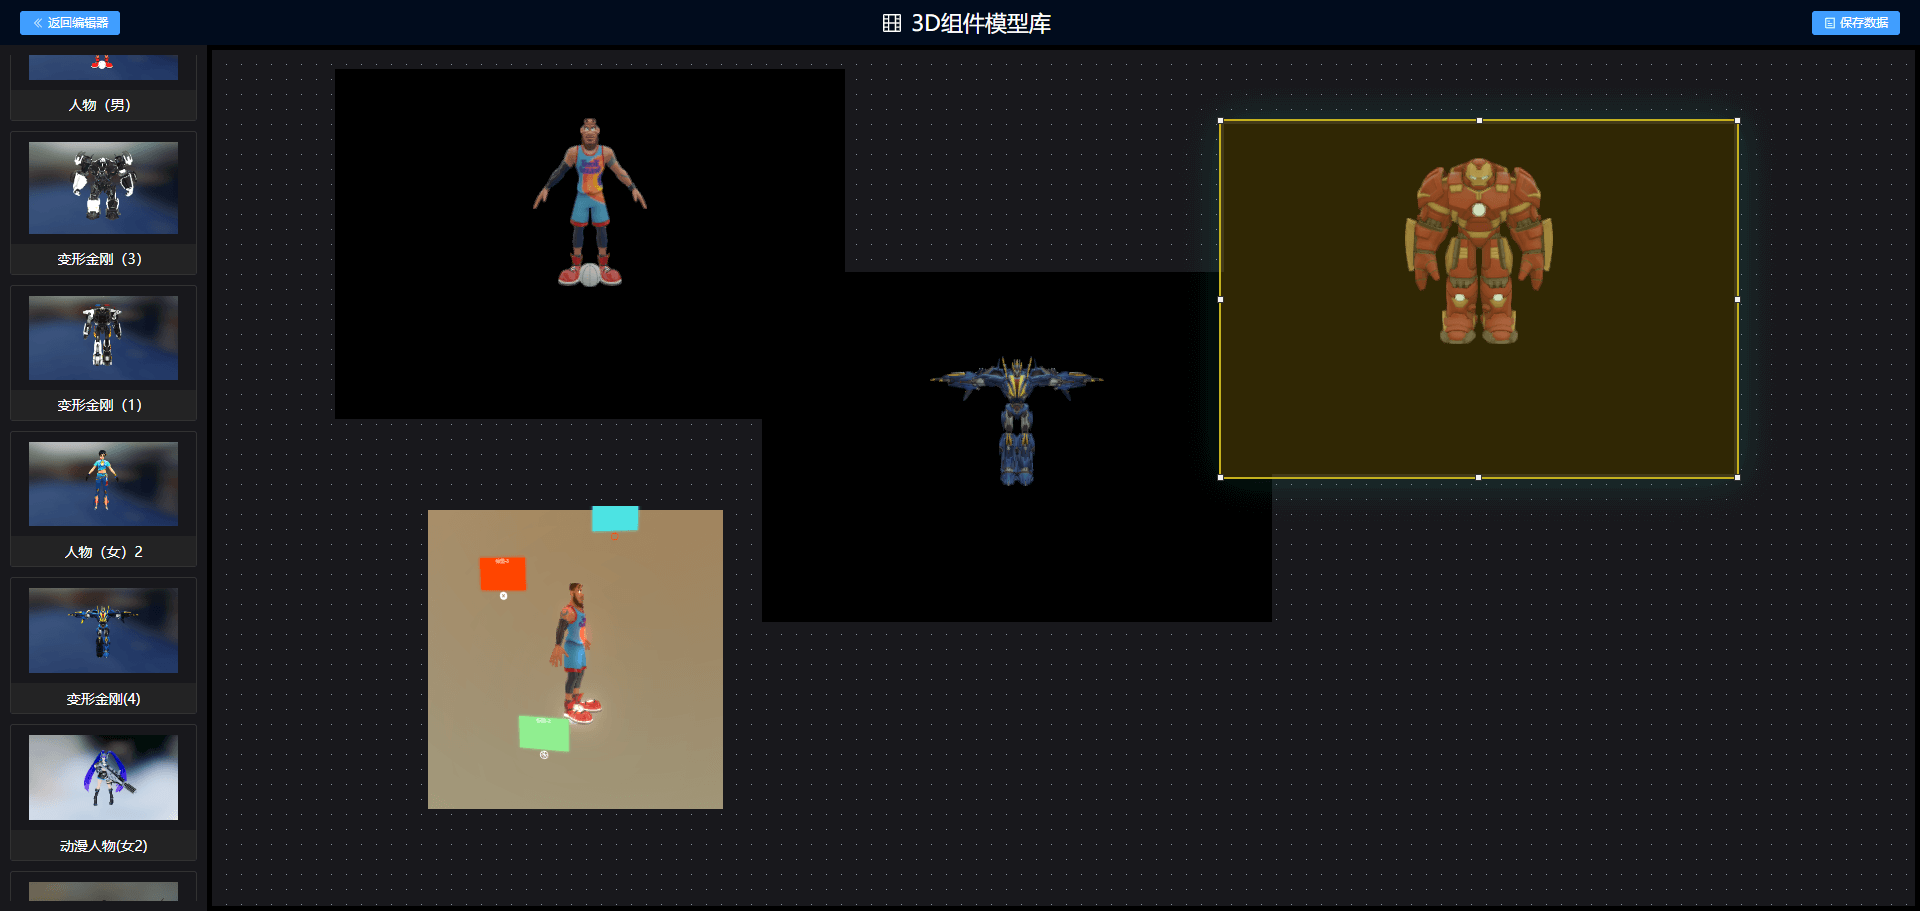 返回编辑器
3D组件模型库
保存数据
人物（男）
变形金刚（3）
变形金刚（1）
人物（女）2
变形金刚(4)
动漫人物(女2)